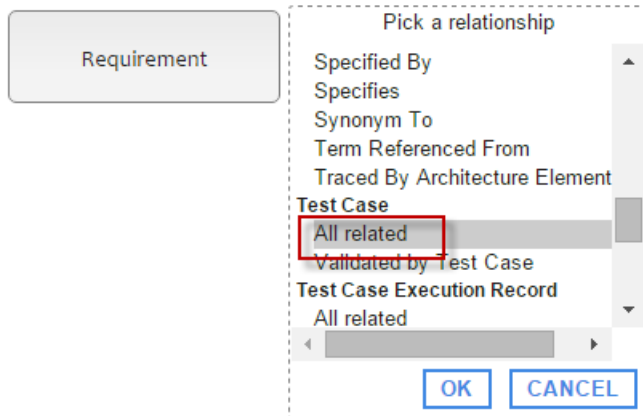 Requirement
Pick a relationship
Specified By
Specifies
Synonym To
Term Referenced From
Traced By Architecture Element
Test Case
All related
Validated by Test Case
Test Case Execution Record
All related
OK
CANCEL